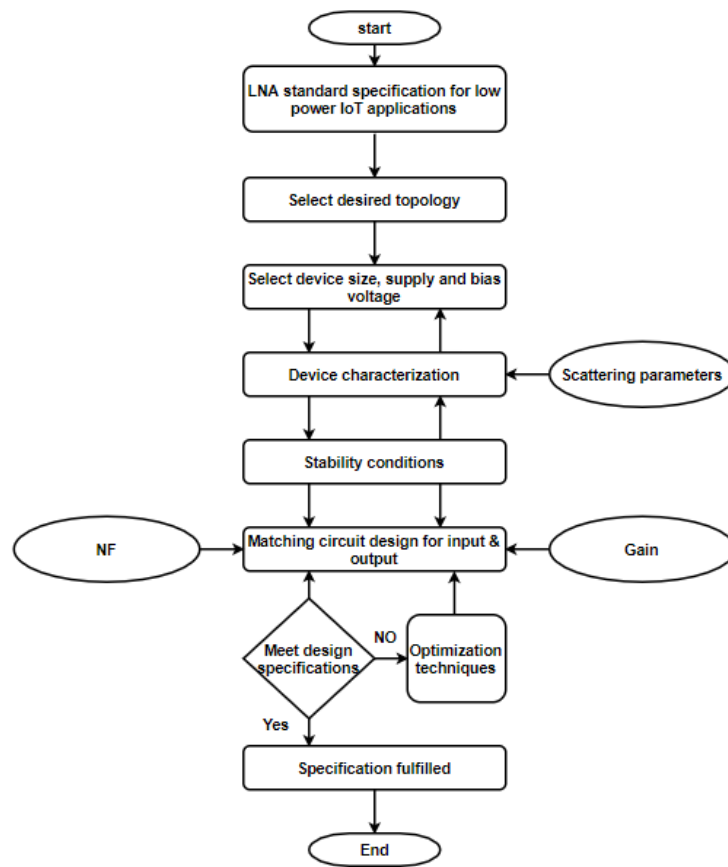 start
LNA standard specification for low
power IoT applications
Select desired topology
Select device size, supply and bias
voltage
Device characterization
Scattering parameters
Stability conditions
NF
Matching circuit design for input &
output
Gain
Meet design
specifications
NO
Optimization
techniques
Yes
Specification fulfilled
End